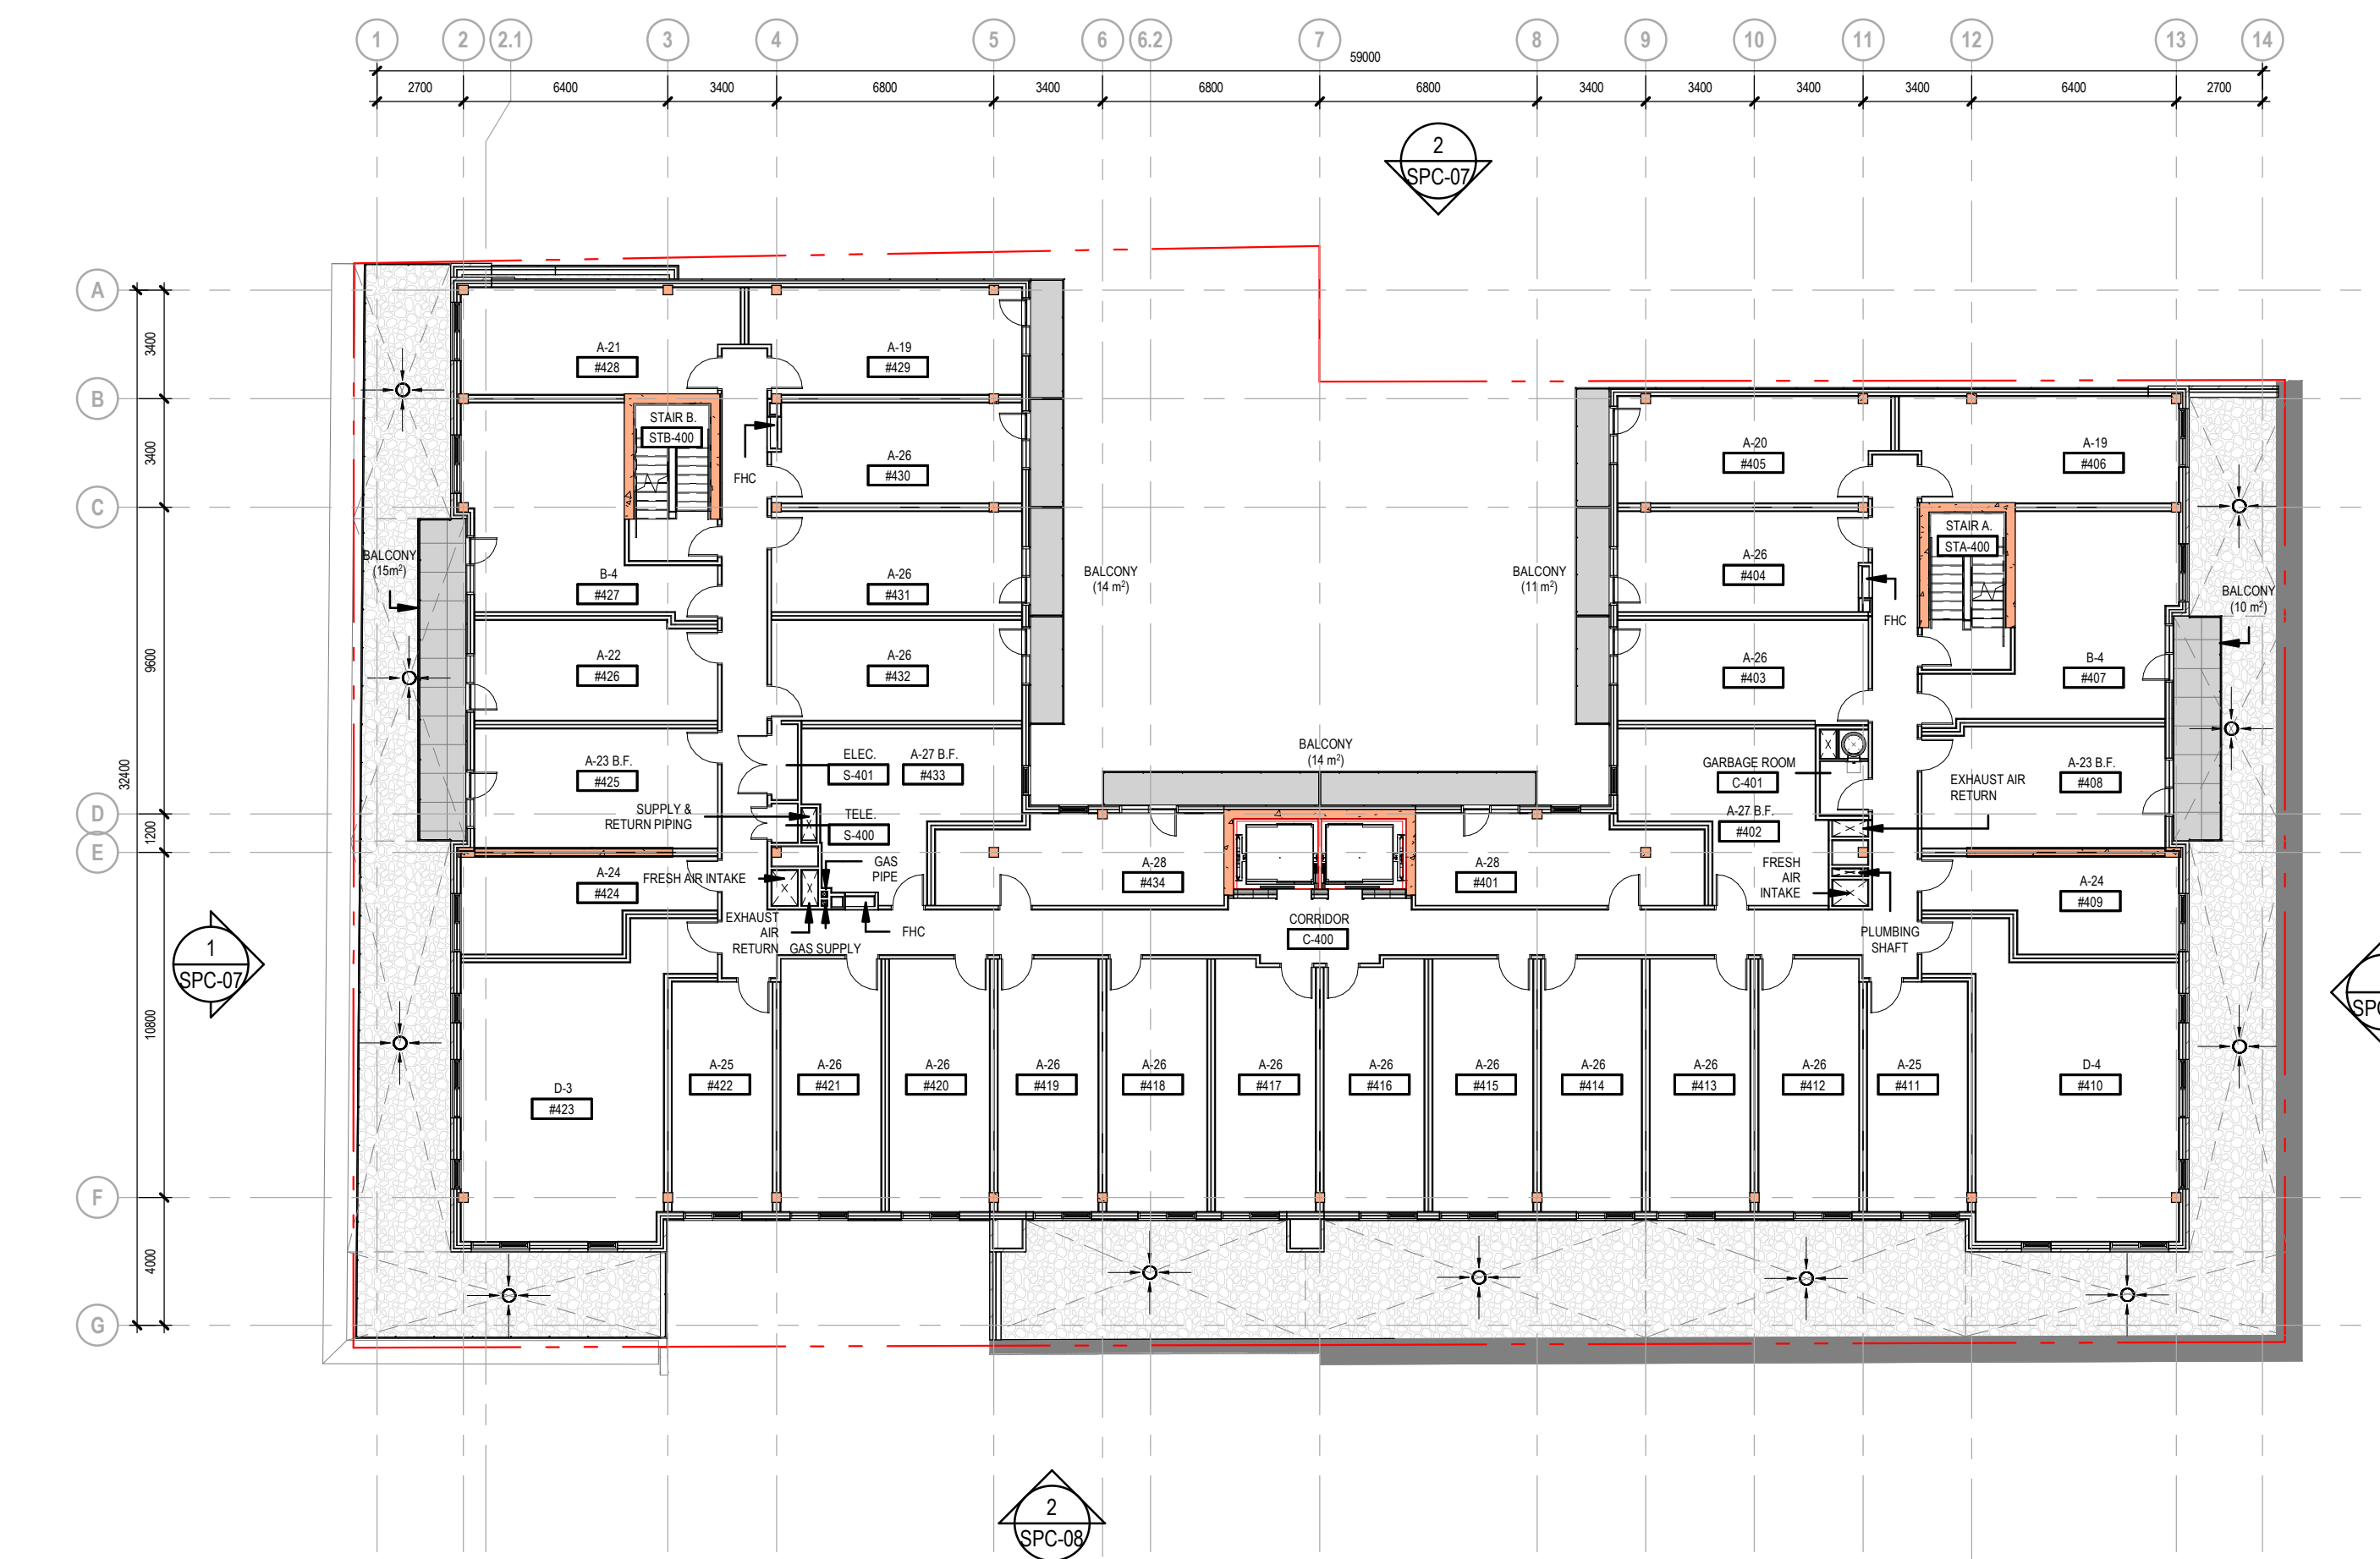 1 2 2.1 3 4 5 6 6.2 7 8 9 10 11 12 13 14
59000
2700 6400 3400 6800 3400 6800 6800 3400 3400 3400 3400 6400 2700
2
SPC-07
A
B
C
D
E
F
G
3400
3400
9600
1200
10800
4000
32400
A-21
#428
A-19
#429
STAIR B.
STB-400
FHC
A-26
#430
A-20
#405
A-19
#406
BALCONY
(15m²)
B-4
#427
A-26
#431
BALCONY
(14 m²)
BALCONY
(11 m²)
A-26
#404
STAIR A.
STA-400
FHC
BALCONY
(10 m²)
A-22
#426
A-26
#432
A-26
#403
B-4
#407
A-23 B.F.
#425
ELEC.
S-401
A-27 B.F.
#433
BALCONY
(14 m²)
GARBAGE ROOM
C-401
EXHAUST AIR
RETURN
A-23 B.F.
#408
SUPPLY &
RETURN PIPING
TELE.
S-400
A-27 B.F.
#402
A-24
#424
FRESH AIR INTAKE
GAS
PIPE
A-28
#434
A-28
#401
FRESH
AIR
INTAKE
A-24
#409
EXHAUST
AIR
RETURN
GAS SUPPLY
FHC
CORRIDOR
C-400
PLUMBING
SHAFT
1
SPC-07
SPC
D-3
#423
A-25
#422
A-26
#421
A-26
#420
A-26
#419
A-26
#418
A-26
#417
A-26
#416
A-26
#415
A-26
#414
A-26
#413
A-26
#412
A-25
#411
D-4
#410
2
SPC-08